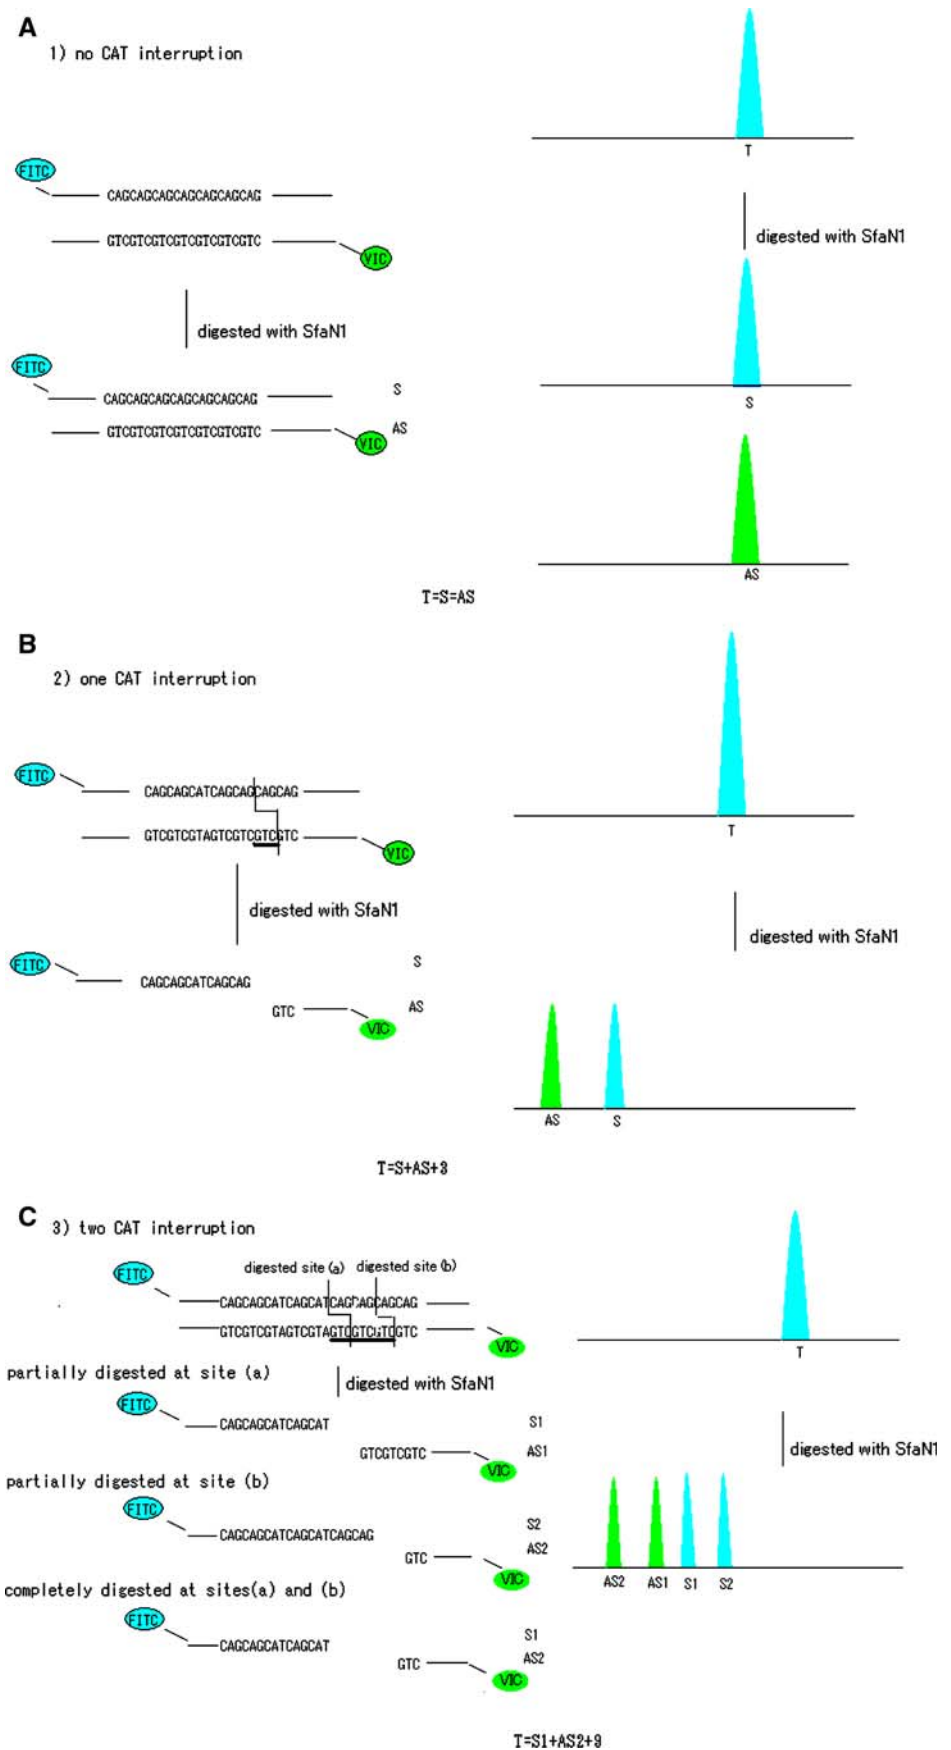 A
1) no CAT interruption
T
FITC
CAGCAGCAGCAGCAGCAGCAG
GTCGTCGTCGTCGTCGTCGTC
VIC
digested with SfaN1
digested with SfaN1
FITC
S
CAGCAGCAGCAGCAGCAGCAG
S
AS
GTCGTCGTCGTCGTCGTCGTC
VIC
AS
T=S=AS
B
2) one CAT interruption
FITC
CAGCAGCATCAGCAGCAGCAG
GTCGTCGTAGTCGTCGTCGTC
T
VIC
digested with SfaN1
digested with SfaN1
FITC
S
CAGCAGCATCAGCAG
GTC
AS
VIC
AS S
T=S+AS+3
C
3) two CAT interruption
digested site (a) digested site (b)
FITC
CAGCAGCATCAGCATCAGCAGCAGCAG
GTCGTCGTAGTCGTAGTCGTCGTCGTC
VIC
T
partially digested at site (a)
digested with SfaN1
FITC
CAGCAGCATCAGCAT
S1
GTCGTCGTC
AS1
VIC
digested with SfaN1
partially digested at site (b)
FITC
CAGCAGCATCAGCATCAGCAG
S2
AS2
GTC
VIC
AS2 AS1 S1 S2
completely digested at sites(a) and (b)
FITC
CAGCAGCATCAGCAT
S1
AS2
GTC
VIC
T=S1+AS2+9